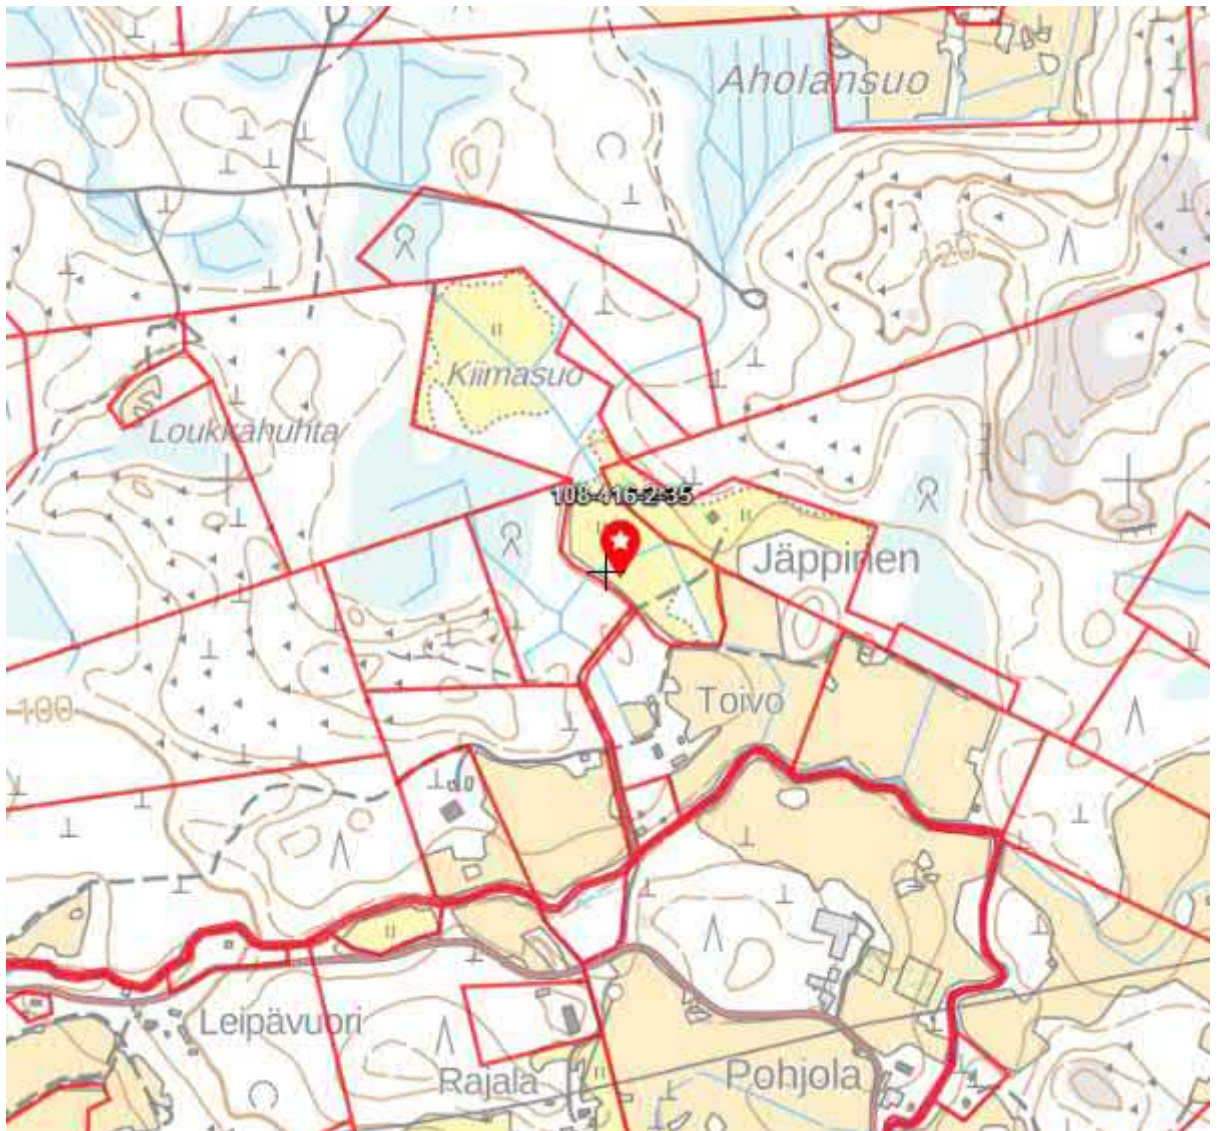 Aholansuo
120
Kiimasuo
Loukkahuhta
108-416-2-35
Jäppinen
Toivo
100
Leipävuori
Rajala
Pohjola